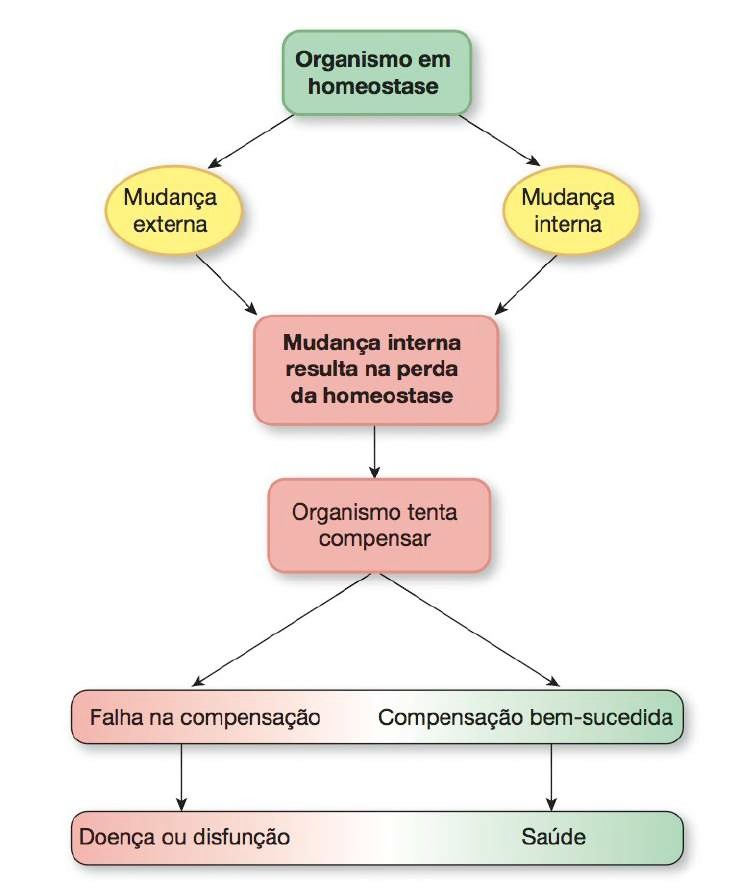 Organismo em
homeostase
Mudança
externa
Mudança
interna
Mudança interna
resulta na perda
da homeostase
Organismo tenta
compensar
Falha na compensação
Compensação bem-sucedida
Doença ou disfunção
Saúde